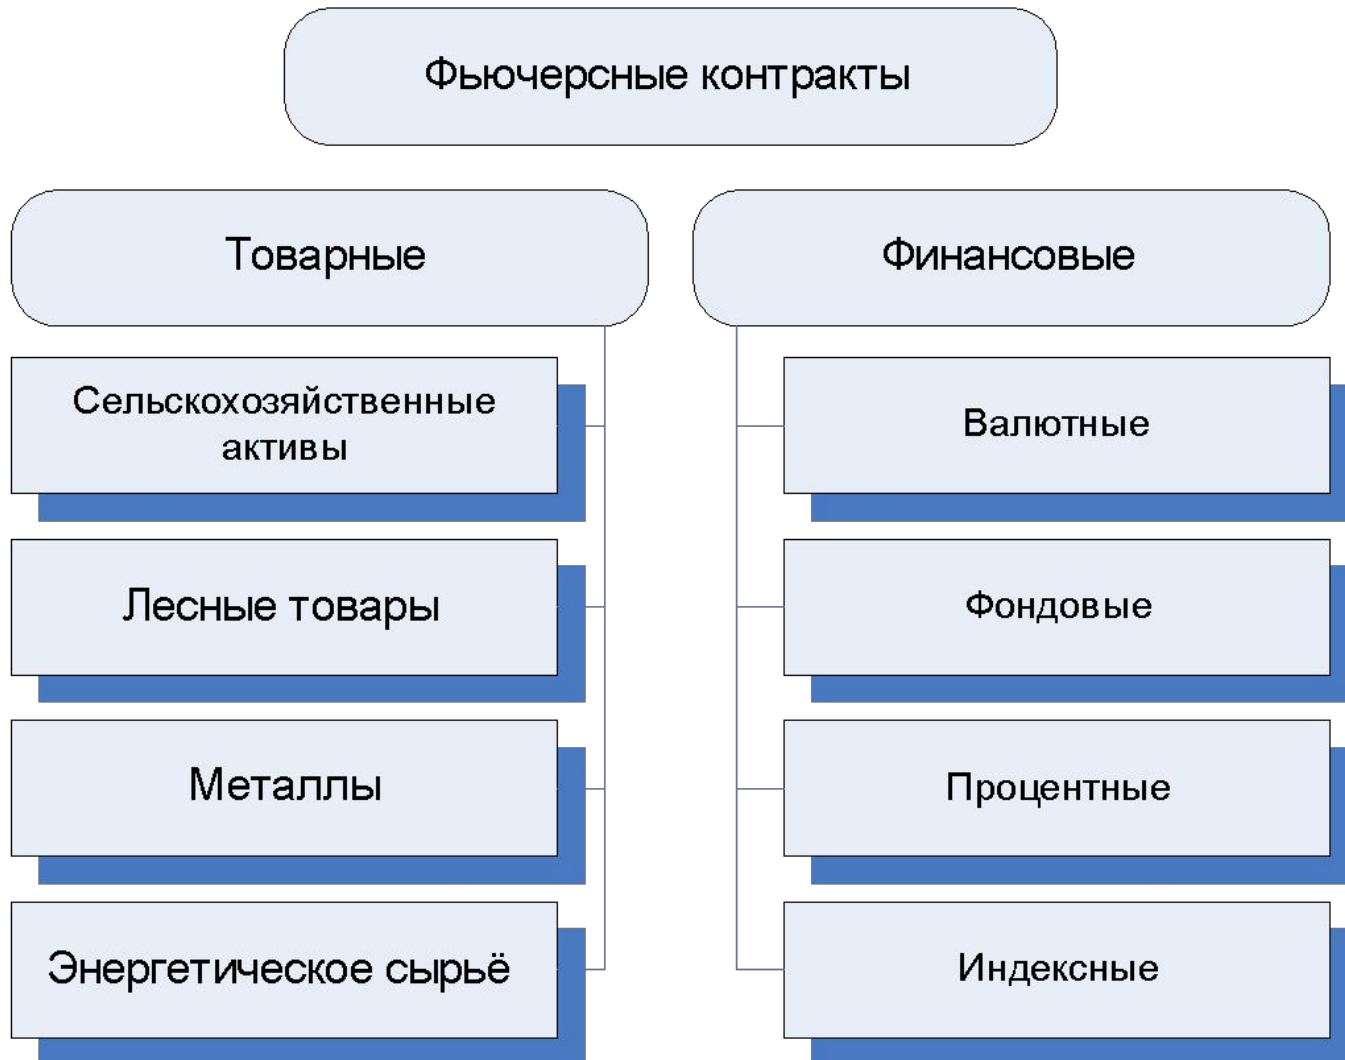 Фьючерсные контракты
Товарные
Сельскохозяйственные
активы
Лесные товары
Металлы
Энергетическое сырьё
Финансовые
Валютные
Фондовые
Процентные
Индексные